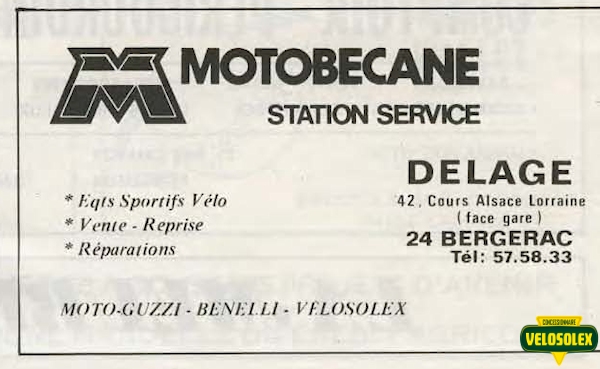 MOTOBECANE
STATION SERVICE
DELAGE
42, Cours Alsace Lorraine
(face gare)
24 BERGERAC
Tél: 57.58.33
* Eqts Sportifs Vélo
* Vente - Reprise
* Réparations
MOTO-GUZZI - BENELLI - VÉLOSOLEX
CONCESSIONNAIRE
VELOSOLEX